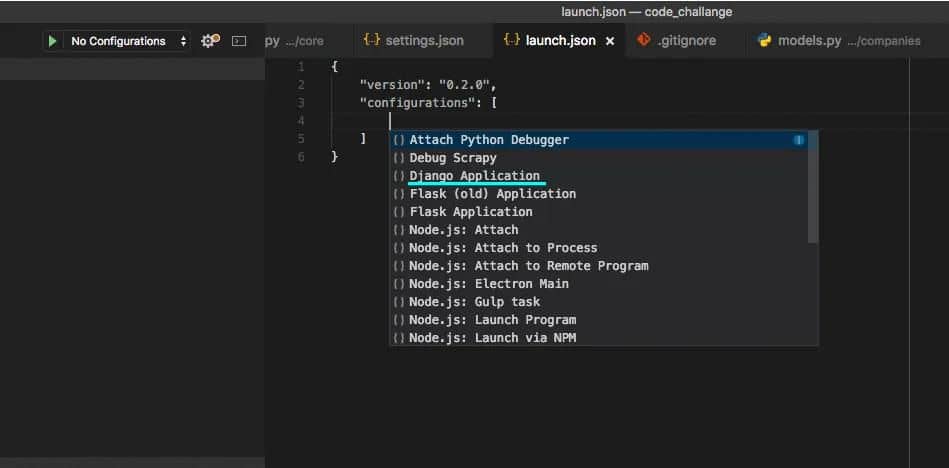 launch.json — code_challange
No Configurations
py .../core
settings.json
launch.json
.gitignore
models.py .../companies
1 {
2 "version": "0.2.0",
3 "configurations": [
4
5 ]
6 }
Attach Python Debugger
Debug Scrapy
Django Application
Flask (old) Application
Flask Application
Node.js: Attach
Node.js: Attach to Process
Node.js: Attach to Remote Program
Node.js: Electron Main
Node.js: Gulp task
Node.js: Launch Program
Node.js: Launch via NPM